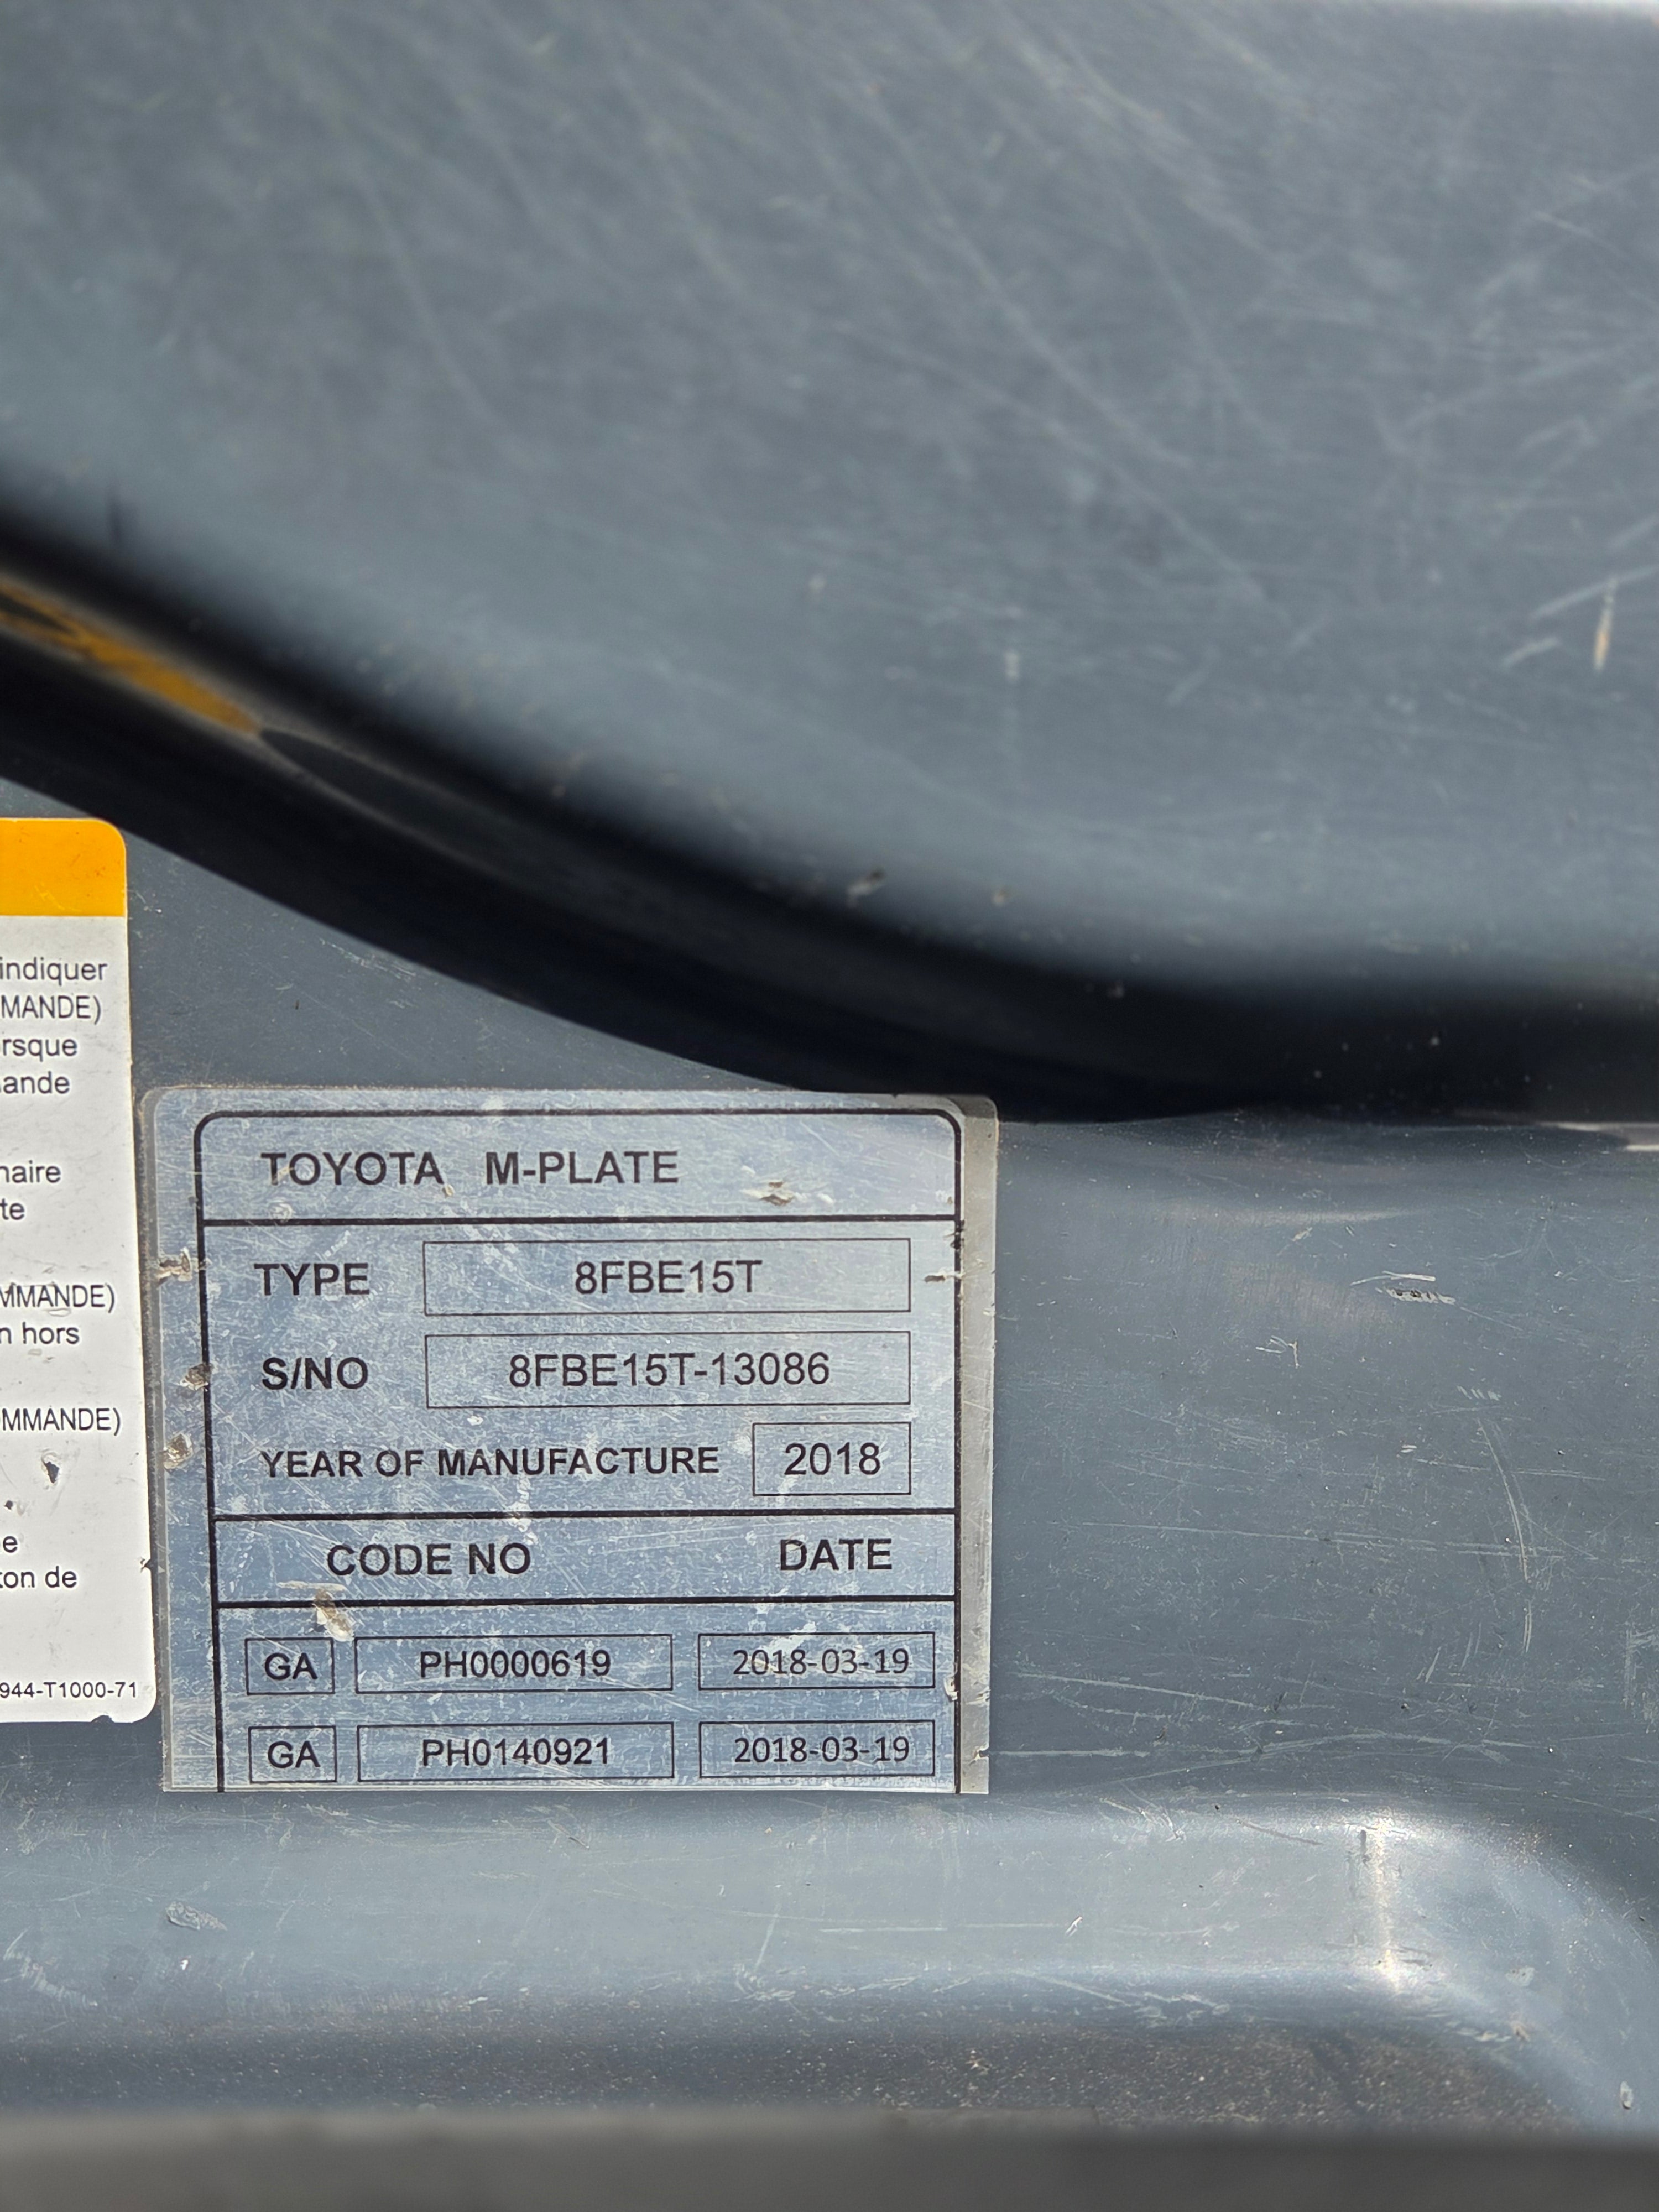 indiquer
MANDE)
rsque
ande
naire
te
MMANDE)
n hors
OMMANDE)
e
ton de
944-T1000-71
TOYOTA M-PLATE
TYPE 8FBE15T
S/NO 8FBE15T-13086
YEAR OF MANUFACTURE 2018
CODE NO DATE
GA PH0000619 2018-03-19
GA PH0140921 2018-03-19